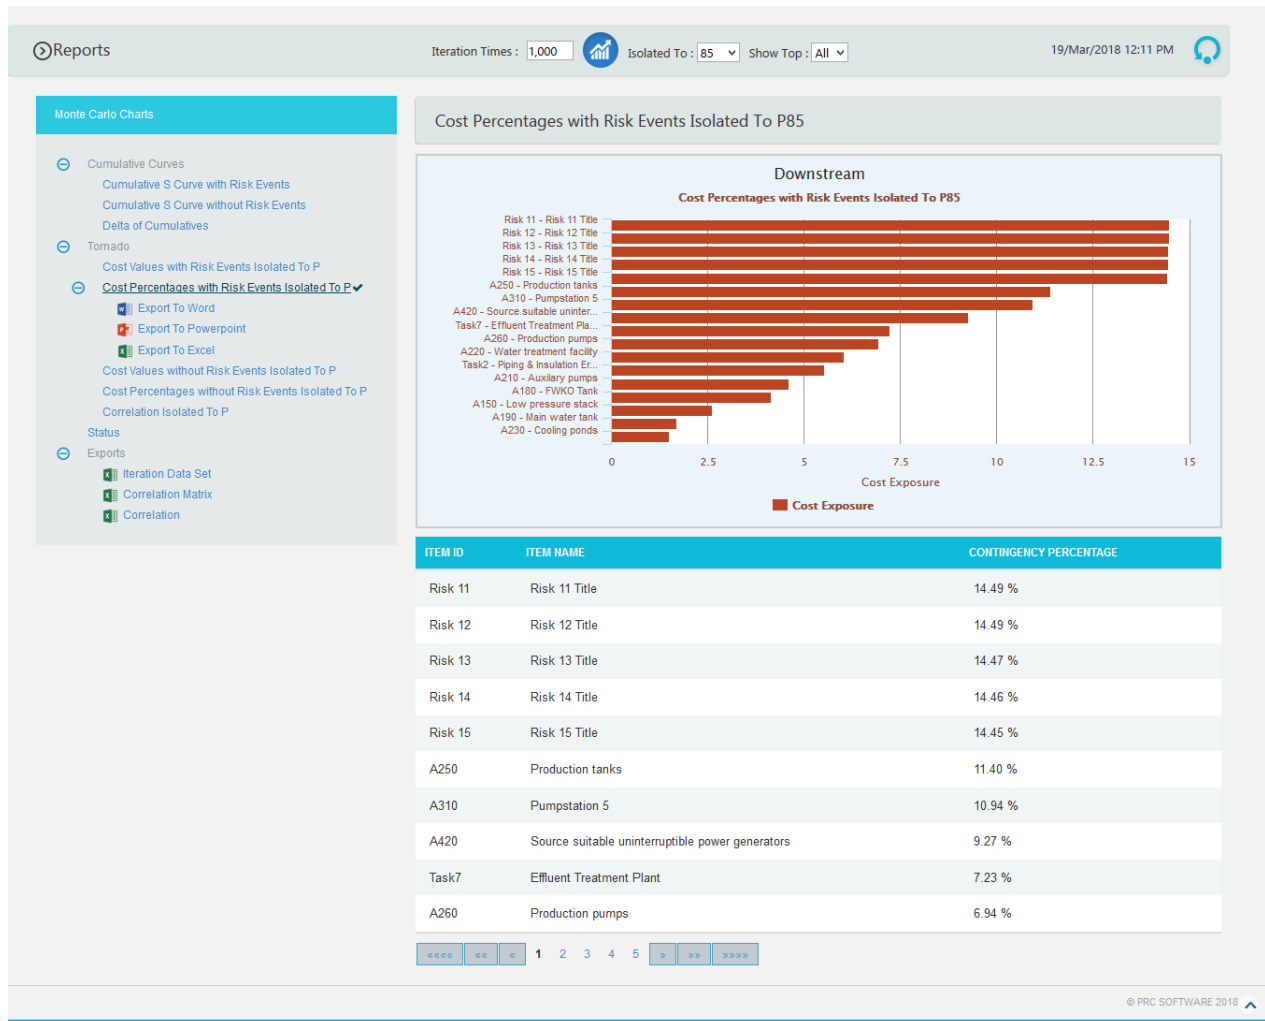 Reports
Iteration Times : 1,000 Isolated To : 85 Show Top : All 19/Mar/2018 12:11 PM
Monte Carlo Charts
Cumulative Curves
Cumulative S Curve with Risk Events
Cumulative S Curve without Risk Events
Delta of Cumulatives
Tornado
Cost Values with Risk Events Isolated To P
Cost Percentages with Risk Events Isolated To P
Export To Word
Export To Powerpoint
Export To Excel
Cost Values without Risk Events Isolated To P
Cost Percentages without Risk Events Isolated To P
Correlation Isolated To P
Status
Exports
Iteration Data Set
Correlation Matrix
Correlation
Cost Percentages with Risk Events Isolated To P85
Downstream
Cost Percentages with Risk Events Isolated To P85
Risk 11 - Risk 11 Title
Risk 12 - Risk 12 Title
Risk 13 - Risk 13 Title
Risk 14 - Risk 14 Title
Risk 15 - Risk 15 Title
A250 - Production tanks
A310 - Pumpstation 5
A420 - Source suitable uninter...
Task7 - Effluent Treatment Pla...
A260 - Production pumps
A220 - Water treatment facility
Task2 - Piping & Insulation Er...
A210 - Auxilary pumps
A180 - FWKO Tank
A150 - Low pressure stack
A190 - Main water tank
A230 - Cooling ponds
0 2.5 5 7.5 10 12.5 15
Cost Exposure
Cost Exposure
ITEM ID ITEM NAME CONTINGENCY PERCENTAGE
Risk 11 Risk 11 Title 14.49 %
Risk 12 Risk 12 Title 14.49 %
Risk 13 Risk 13 Title 14.47 %
Risk 14 Risk 14 Title 14.46 %
Risk 15 Risk 15 Title 14.45 %
A250 Production tanks 11.40 %
A310 Pumpstation 5 10.94 %
A420 Source suitable uninterruptible power generators 9.27 %
Task7 Effluent Treatment Plant 7.23 %
A260 Production pumps 6.94 %
«««« «« « 1 2 3 4 5 » »» »»»»
© PRC SOFTWARE 2018